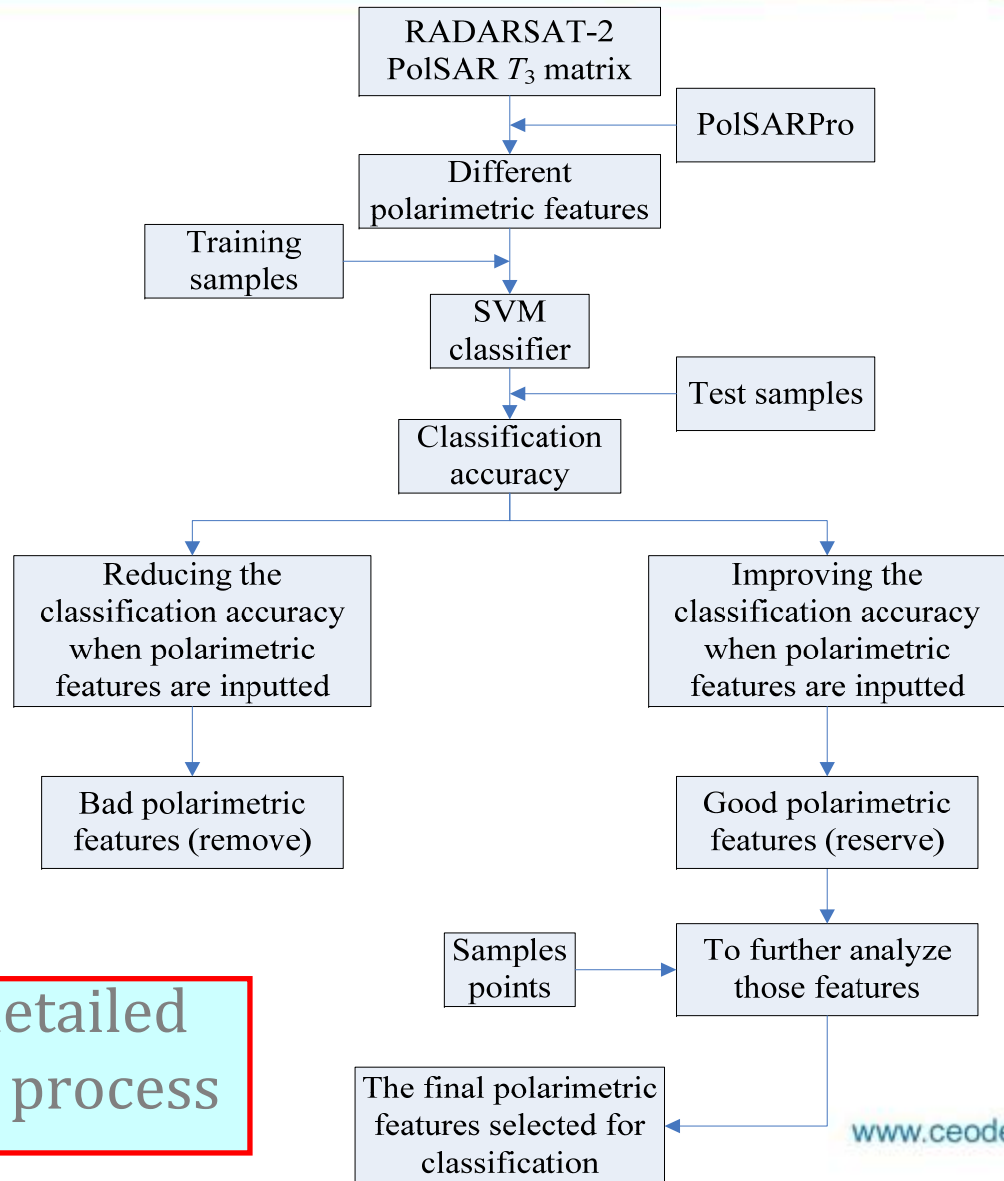 RADARSAT-2
PolSAR T3 matrix
PolSARPro
Different
polarimetric features
Training
samples
SVM
classifier
Test samples
Classification
accuracy
Reducing the
classification accuracy
when polarimetric
features are inputted
Improving the
classification accuracy
when polarimetric
features are inputted
Bad polarimetric
features (remove)
Good polarimetric
features (reserve)
Samples
points
To further analyze
those features
etailed
process
The final polarimetric
features selected for
classification
www.ceode